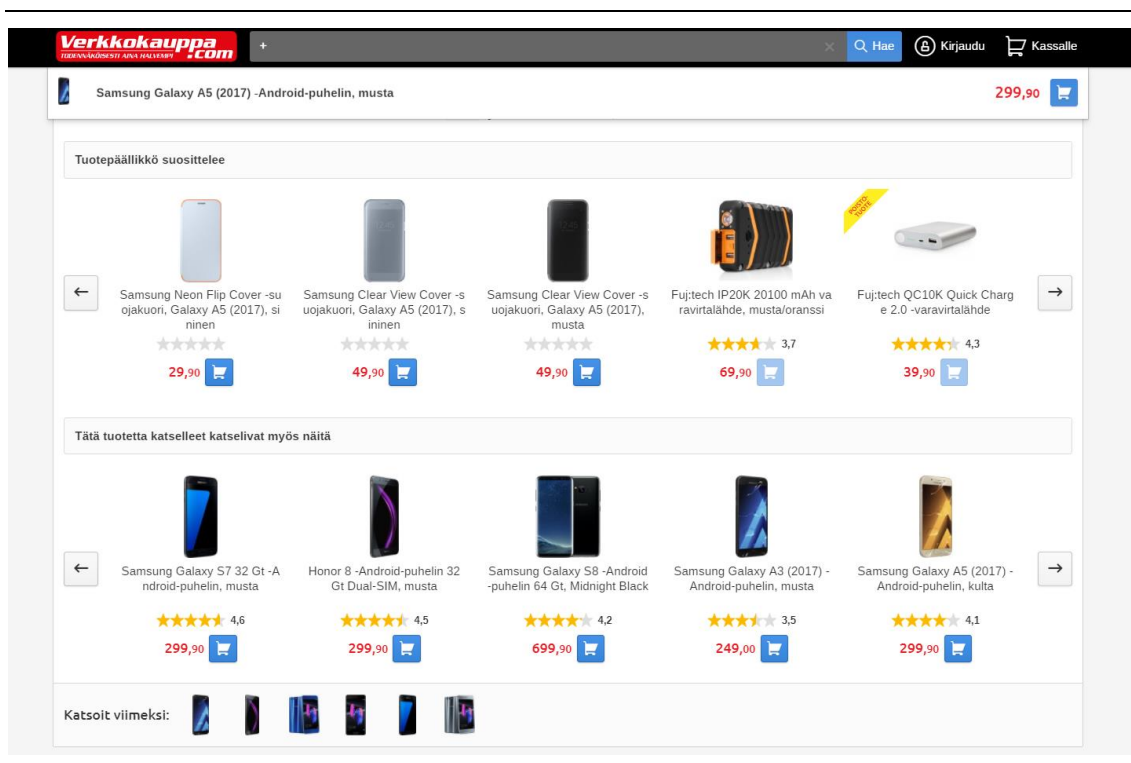 Verkkokauppa.com
TODENNÄKÖISESTI AINA HALVEMPI
+
Hae
Kirjaudu
Kassalle
Samsung Galaxy A5 (2017) -Android-puhelin, musta
299,90
Tuotepäällikkö suosittelee
POISTO-
TUOTE
Samsung Neon Flip Cover -su
ojakuori, Galaxy A5 (2017), si
ninen
29,90
Samsung Clear View Cover -s
uojakuori, Galaxy A5 (2017), s
ininen
49,90
Samsung Clear View Cover -s
uojakuori, Galaxy A5 (2017),
musta
49,90
Fuj:tech IP20K 20100 mAh va
ravirtalähde, musta/oranssi
3,7
69,90
Fuj:tech QC10K Quick Charg
e 2.0 -varavirtalähde
4,3
39,90
Tätä tuotetta katselleet katselivat myös näitä
Samsung Galaxy S7 32 Gt -A
ndroid-puhelin, musta
4,6
299,90
Honor 8 -Android-puhelin 32
Gt Dual-SIM, musta
4,5
299,90
Samsung Galaxy S8 -Android
-puhelin 64 Gt, Midnight Black
4,2
699,90
Samsung Galaxy A3 (2017) -
Android-puhelin, musta
3,5
249,00
Samsung Galaxy A5 (2017) -
Android-puhelin, kulta
4,1
299,90
Katsoit viimeksi: